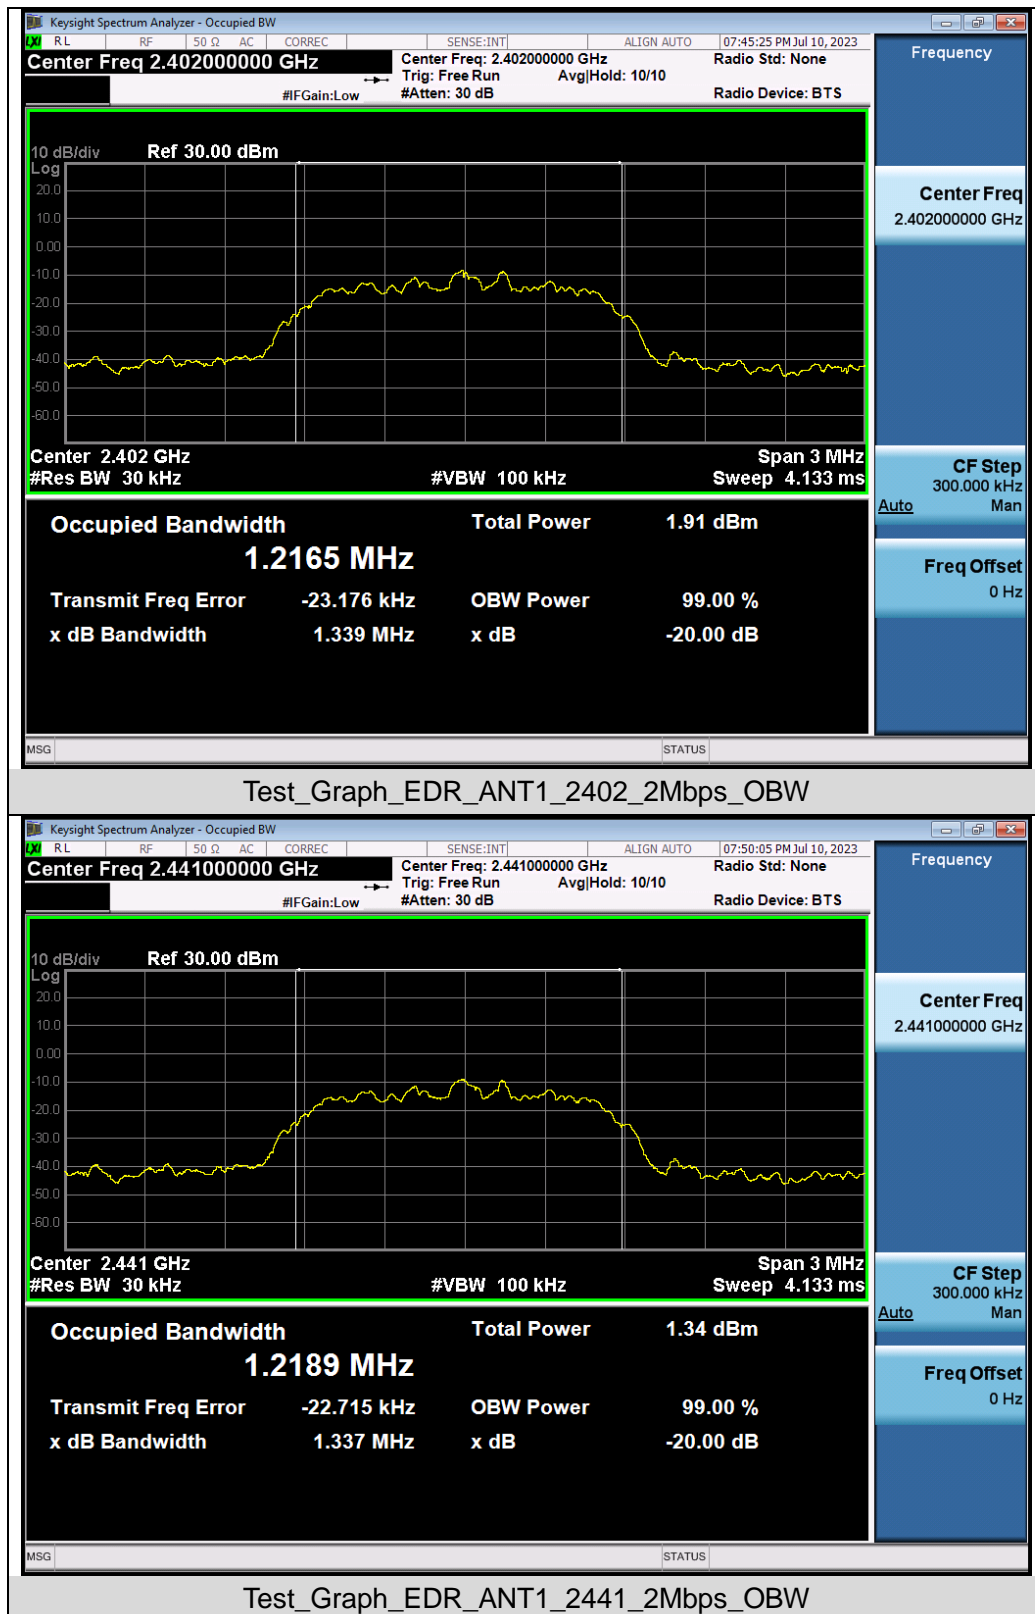 Keysight Spectrum Analyzer - Occupied BW
LXI RL RF 50 Ω AC CORREC SENSE:INT ALIGN AUTO 07:45:25 PM Jul 10, 2023
Center Freq 2.402000000 GHz Center Freq: 2.402000000 GHz Radio Std: None
Trig: Free Run Avg|Hold: 10/10
#IFGain:Low #Atten: 30 dB Radio Device: BTS
10 dB/div Ref 30.00 dBm
Log
20.0
10.0
0.00
-10.0
-20.0
-30.0
-40.0
-50.0
-60.0
Center 2.402 GHz Span 3 MHz
#Res BW 30 kHz #VBW 100 kHz Sweep 4.133 ms
Occupied Bandwidth Total Power 1.91 dBm
1.2165 MHz
Transmit Freq Error -23.176 kHz OBW Power 99.00 %
x dB Bandwidth 1.339 MHz x dB -20.00 dB
MSG STATUS
Frequency
Center Freq
2.402000000 GHz
CF Step
300.000 kHz
Auto Man
Freq Offset
0 Hz
Test_Graph_EDR_ANT1_2402_2Mbps_OBW
Keysight Spectrum Analyzer - Occupied BW
LXI RL RF 50 Ω AC CORREC SENSE:INT ALIGN AUTO 07:50:05 PM Jul 10, 2023
Center Freq 2.441000000 GHz Center Freq: 2.441000000 GHz Radio Std: None
Trig: Free Run Avg|Hold: 10/10
#IFGain:Low #Atten: 30 dB Radio Device: BTS
10 dB/div Ref 30.00 dBm
Log
20.0
10.0
0.00
-10.0
-20.0
-30.0
-40.0
-50.0
-60.0
Center 2.441 GHz Span 3 MHz
#Res BW 30 kHz #VBW 100 kHz Sweep 4.133 ms
Occupied Bandwidth Total Power 1.34 dBm
1.2189 MHz
Transmit Freq Error -22.715 kHz OBW Power 99.00 %
x dB Bandwidth 1.337 MHz x dB -20.00 dB
MSG STATUS
Frequency
Center Freq
2.441000000 GHz
CF Step
300.000 kHz
Auto Man
Freq Offset
0 Hz
Test_Graph_EDR_ANT1_2441_2Mbps_OBW